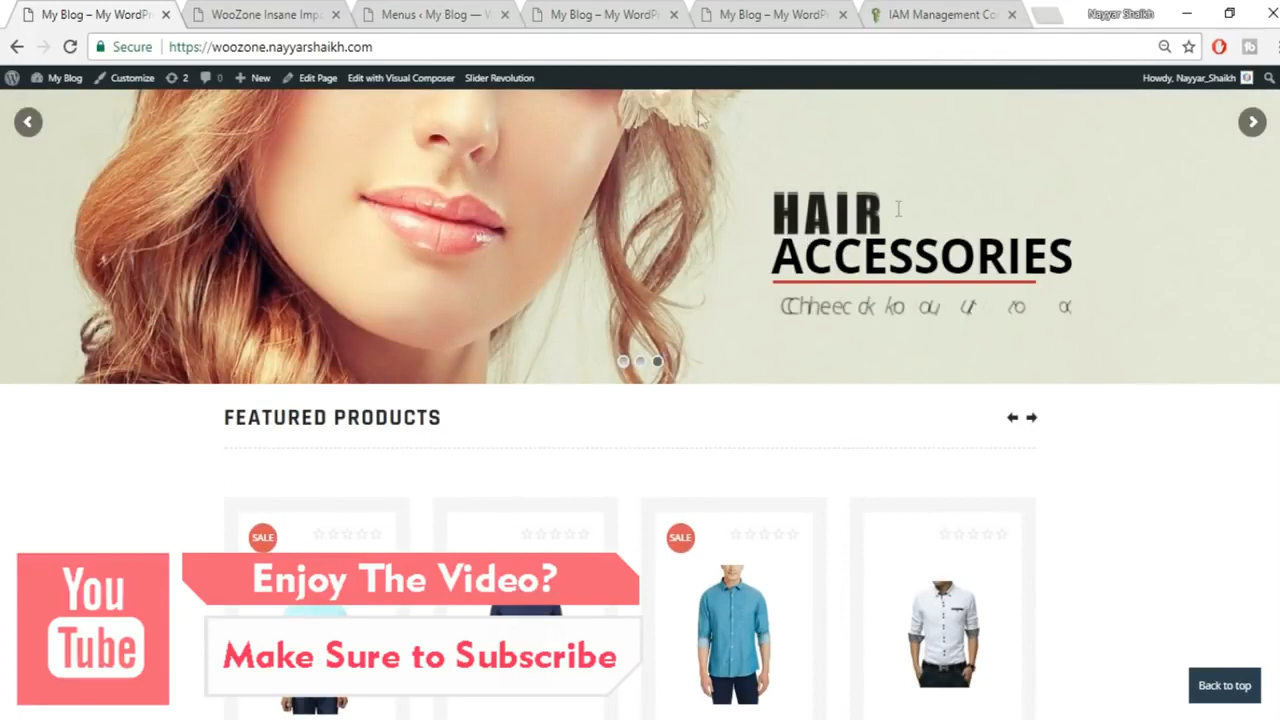 My Blog – My WordPr
WooZone Insane Imp
Menus ‹ My Blog —
My Blog – My WordPr
My Blog – My WordPr
IAM Management Co
Nayyar Shaikh
Secure
https://woozone.nayyarshaikh.com
My Blog
Customize
2
0
New
Edit Page
Edit with Visual Composer
Slider Revolution
Howdy, Nayyar_Shaikh
HAIR
ACCESSORIES
FEATURED PRODUCTS
SALE
SALE
You
Tube
Enjoy The Video?
Make Sure to Subscribe
Back to top